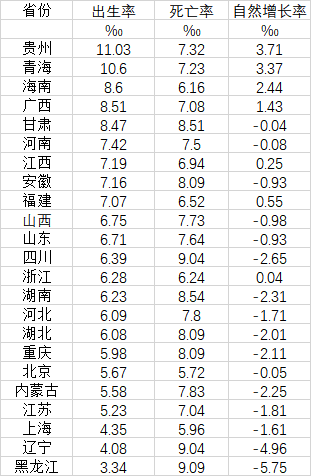 省份 出生率 死亡率 自然增长率
‰ ‰ ‰
贵州 11.03 7.32 3.71
青海 10.6 7.23 3.37
海南 8.6 6.16 2.44
广西 8.51 7.08 1.43
甘肃 8.47 8.51 -0.04
河南 7.42 7.5 -0.08
江西 7.19 6.94 0.25
安徽 7.16 8.09 -0.93
福建 7.07 6.52 0.55
山西 6.75 7.73 -0.98
山东 6.71 7.64 -0.93
四川 6.39 9.04 -2.65
浙江 6.28 6.24 0.04
湖南 6.23 8.54 -2.31
河北 6.09 7.8 -1.71
湖北 6.08 8.09 -2.01
重庆 5.98 8.09 -2.11
北京 5.67 5.72 -0.05
内蒙古 5.58 7.83 -2.25
江苏 5.23 7.04 -1.81
上海 4.35 5.96 -1.61
辽宁 4.08 9.04 -4.96
黑龙江 3.34 9.09 -5.75